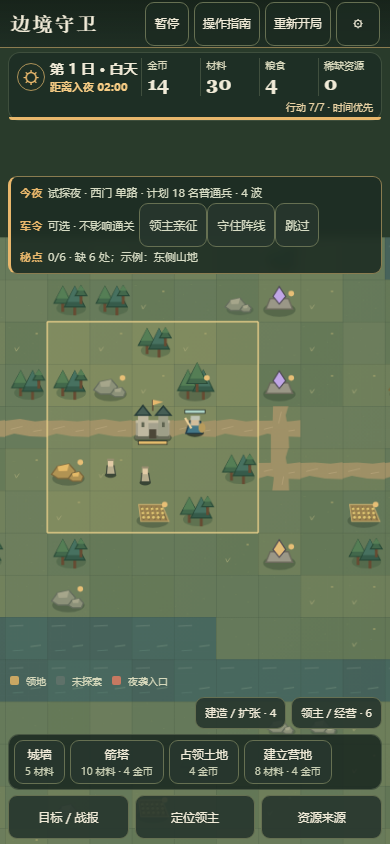 边境守卫 暂停 操作指南 重新开局
第 1 日 · 白天 金币 材料 粮食 稀缺资源
距离入夜 02:00 14 30 4 0
行动 7/7 · 时间优先
今夜 试探夜 · 西门 单路 · 计划 18 名普通兵 · 4 波
军令 可选 · 不影响通关 领主亲征 守住阵线 跳过
秘点 0/6 · 缺 6 处；示例：东侧山地
领地 未探索 夜袭入口
建造 / 扩张 · 4 领主 / 经营 · 6
城墙 箭塔 占领土地 建立营地
5 材料 10 材料 · 4 金币 4 金币 8 材料 · 4 金币
目标 / 战报 定位领主 资源来源